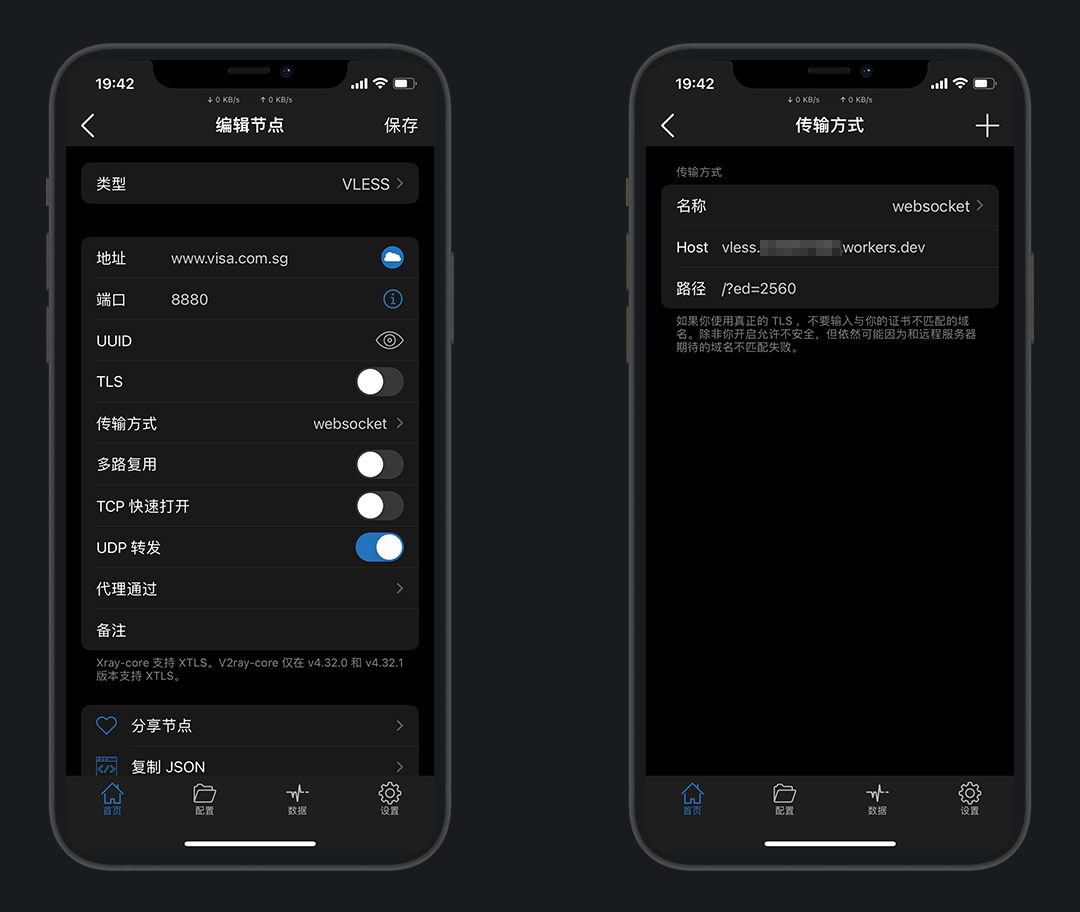 19:42
↓ 0 KB/s ↑ 0 KB/s
编辑节点 保存
类型 VLESS
地址 www.visa.com.sg
端口 8880
UUID
TLS
传输方式 websocket
多路复用
TCP 快速打开
UDP 转发
代理通过
备注
Xray-core 支持 XTLS。V2ray-core 仅在 v4.32.0 和 v4.32.1
版本支持 XTLS。
分享节点
复制 JSON
首页 配置 数据 设置
19:42
↓ 0 KB/s ↑ 0 KB/s
传输方式
传输方式
名称 websocket
Host vless.workers.dev
路径 /?ed=2560
如果你使用真正的 TLS ，不要输入与你的证书不匹配的域
名。除非你开启允许不安全，但依然可能因为和远程服务器
期待的域名不匹配失败。
首页 配置 数据 设置